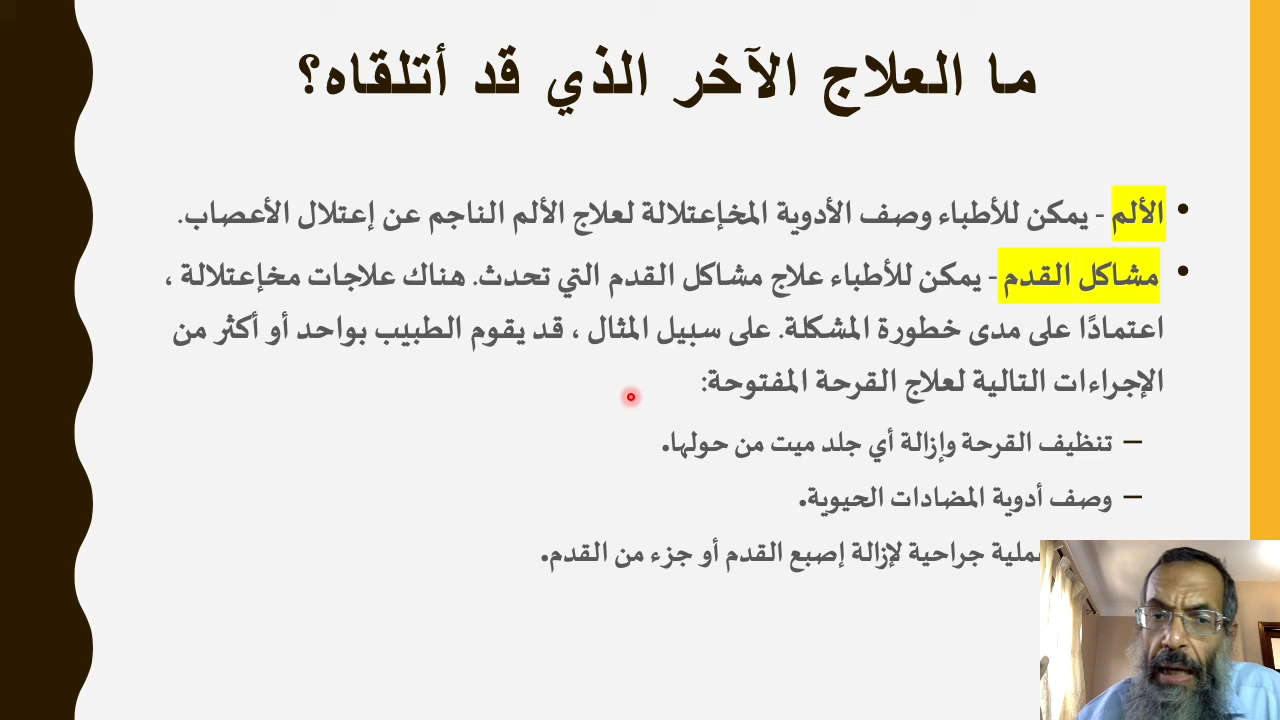 ما العلاج الآخر الذي قد أتلقاه؟
• الألم - يمكن للأطباء وصف الأدوية المخإعتلالة لعلاج الألم الناجم عن إعتلال الأعصاب.
• مشاكل القدم - يمكن للأطباء علاج مشاكل القدم التي تحدث. هناك علاجات مخإعتلالة ،
اعتمادًا على مدى خطورة المشكلة. على سبيل المثال ، قد يقوم الطبيب بواحد أو أكثر من
الإجراءات التالية لعلاج القرحة المفتوحة:
– تنظيف القرحة وإزالة أي جلد ميت من حولها.
– وصف أدوية المضادات الحيوية.
جراحية لإزالة إصبع القدم أو جزء من القدم.